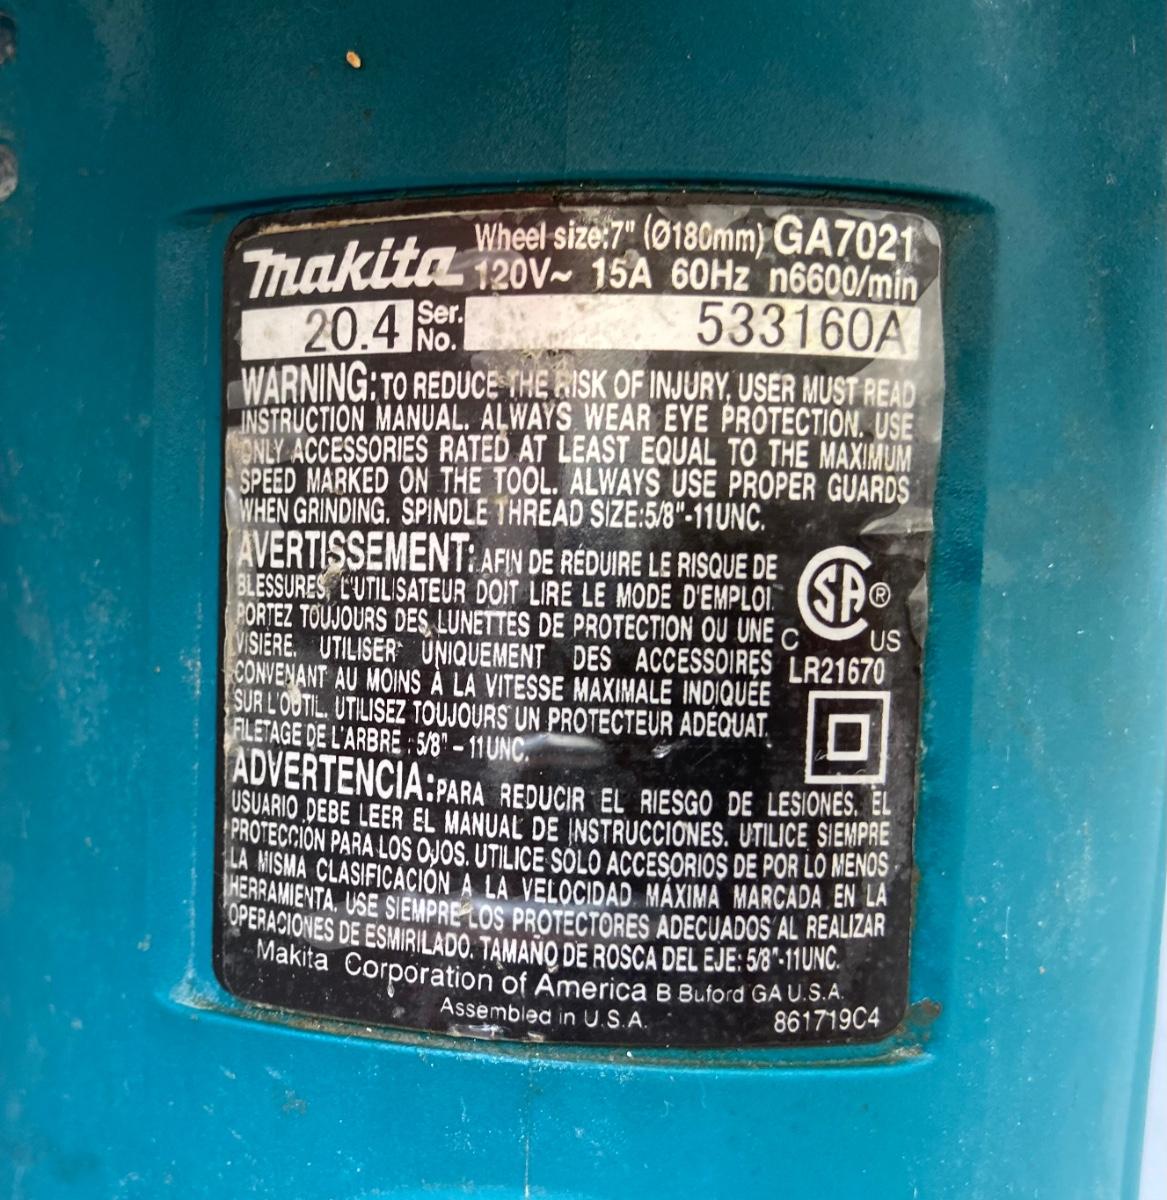 makita Wheel size:7" (Ø180mm) GA7021
120V~ 15A 60Hz n6600/min
20.4 Ser. No. 533160A
WARNING: TO REDUCE THE RISK OF INJURY, USER MUST READ
INSTRUCTION MANUAL. ALWAYS WEAR EYE PROTECTION. USE
ONLY ACCESSORIES RATED AT LEAST EQUAL TO THE MAXIMUM
SPEED MARKED ON THE TOOL. ALWAYS USE PROPER GUARDS
WHEN GRINDING. SPINDLE THREAD SIZE:5/8"-11UNC.
AVERTISSEMENT: AFIN DE RÉDUIRE LE RISQUE DE
BLESSURES, L'UTILISATEUR DOIT LIRE LE MODE D'EMPLOI.
PORTEZ TOUJOURS DES LUNETTES DE PROTECTION OU UNE
VISIÈRE. UTILISER UNIQUEMENT DES ACCESSOIRES
CONVENANT AU MOINS À LA VITESSE MAXIMALE INDIQUÉE
SUR L'OUTIL. UTILISEZ TOUJOURS UN PROTECTEUR ADÉQUAT.
FILETAGE DE L'ARBRE : 5/8" – 11UNC.
SA ®
C US
LR21670
ADVERTENCIA: PARA REDUCIR EL RIESGO DE LESIONES, EL
USUARIO DEBE LEER EL MANUAL DE INSTRUCCIONES. UTILICE SIEMPRE
PROTECCIÓN PARA LOS OJOS. UTILICE SÓLO ACCESORIOS DE POR LO MENOS
LA MISMA CLASIFICACIÓN A LA VELOCIDAD MÁXIMA MARCADA EN LA
HERRAMIENTA. USE SIEMPRE LOS PROTECTORES ADECUADOS AL REALIZAR
OPERACIONES DE ESMIRILADO. TAMAÑO DE ROSCA DEL EJE: 5/8"-11UNC.
Makita Corporation of America B Buford GA U.S.A.
Assembled in U.S.A. 861719C4